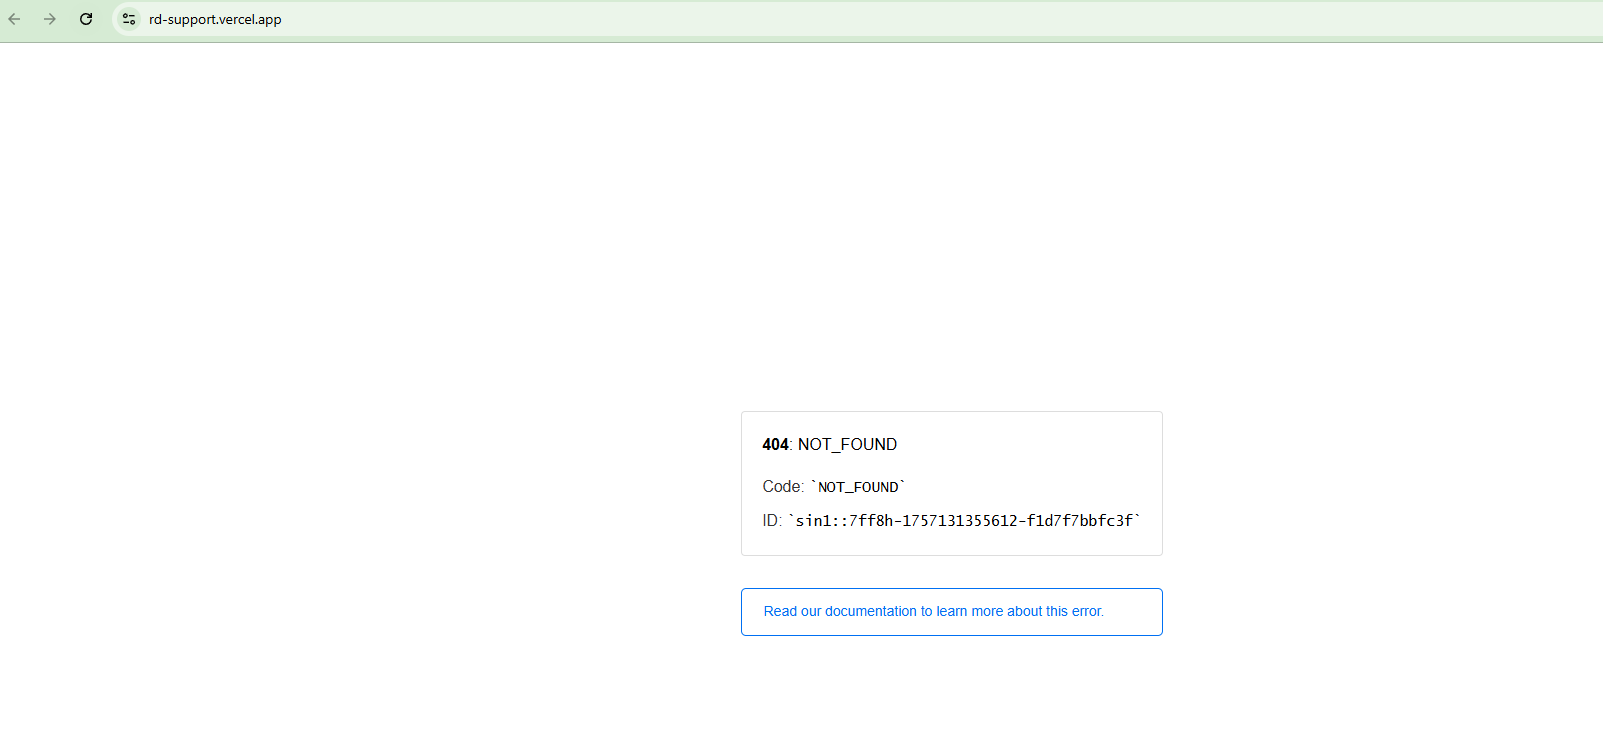 rd-support.vercel.app
404: NOT_FOUND
Code: `NOT_FOUND`
ID: `sin1::7ff8h-1757131355612-f1d7f7bbfc3f`
Read our documentation to learn more about this error.